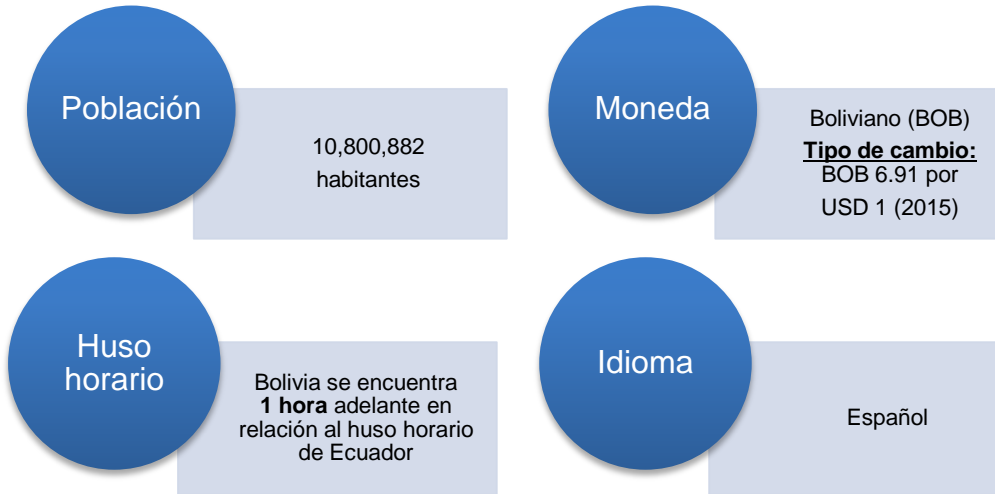 Población
10,800,882
habitantes
Moneda
Boliviano (BOB)
Tipo de cambio:
BOB 6.91 por
USD 1 (2015)
Huso
horario
Bolivia se encuentra
1 hora adelante en
relación al huso horario
de Ecuador
Idioma
Español